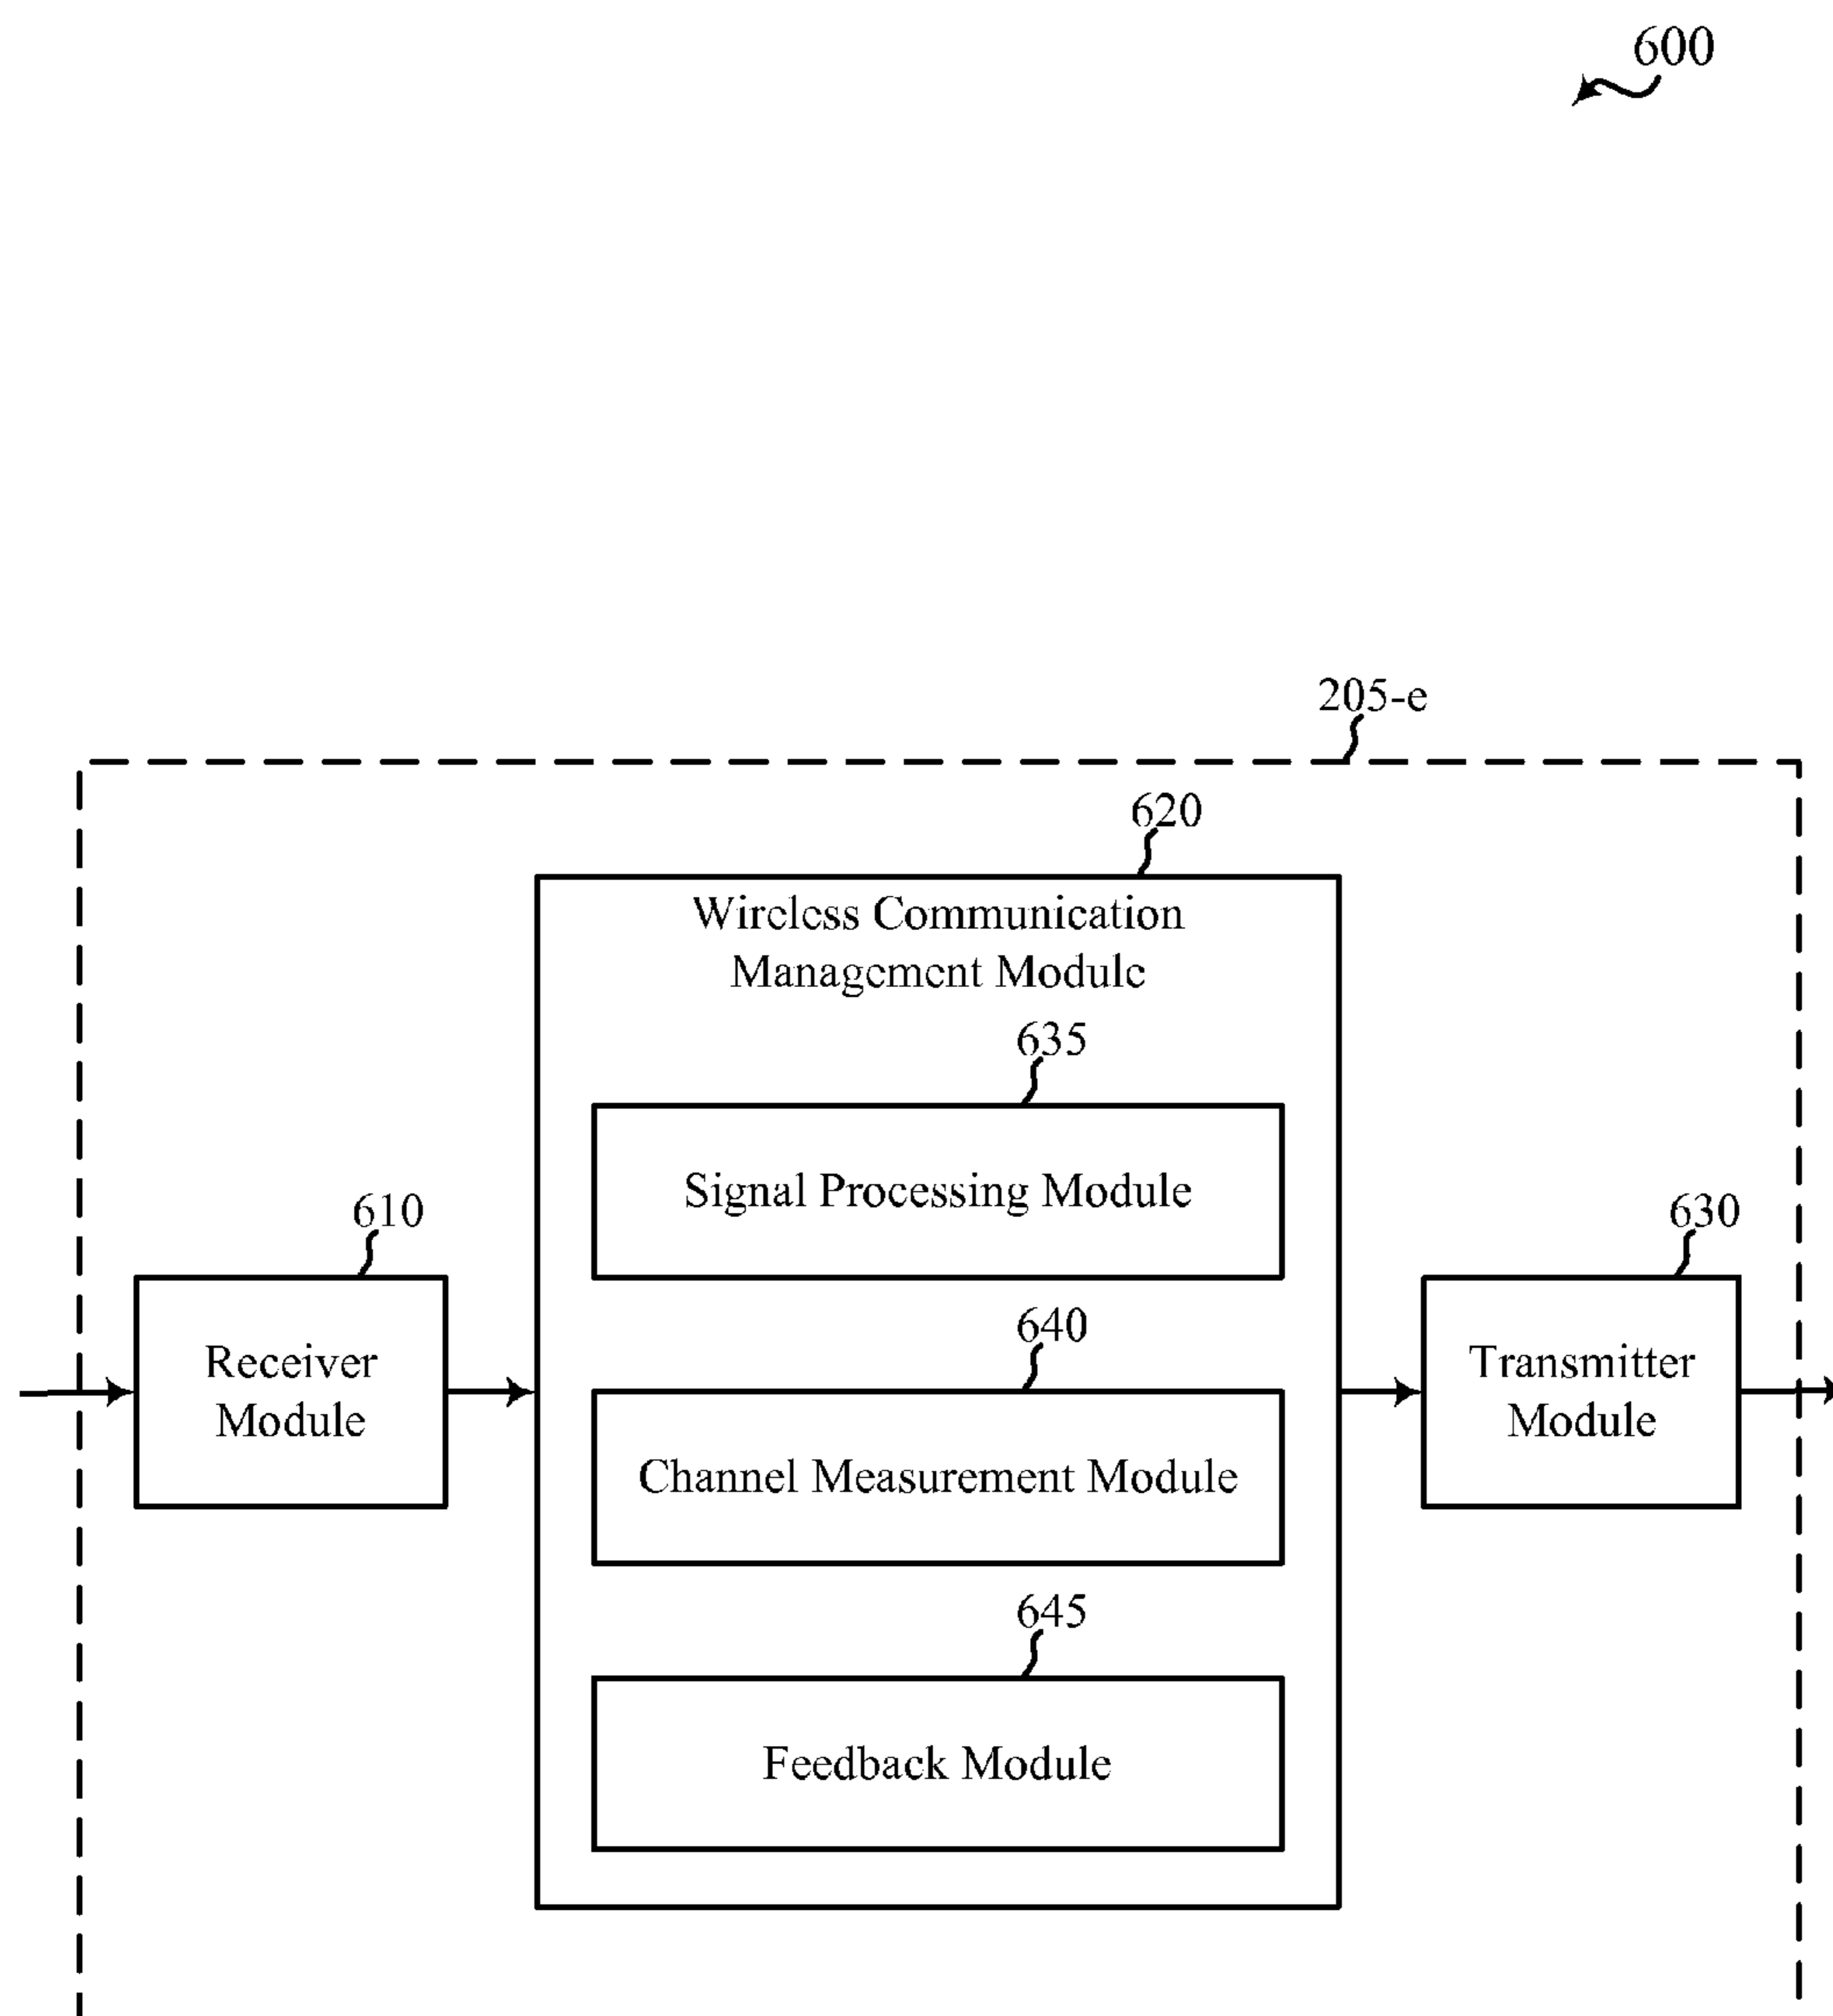 600
205-e
620
Wireless Communication
Management Module
635
Signal Processing Module
610
630
640
Receiver
Module
Transmitter
Module
Channel Measurement Module
645
Feedback Module